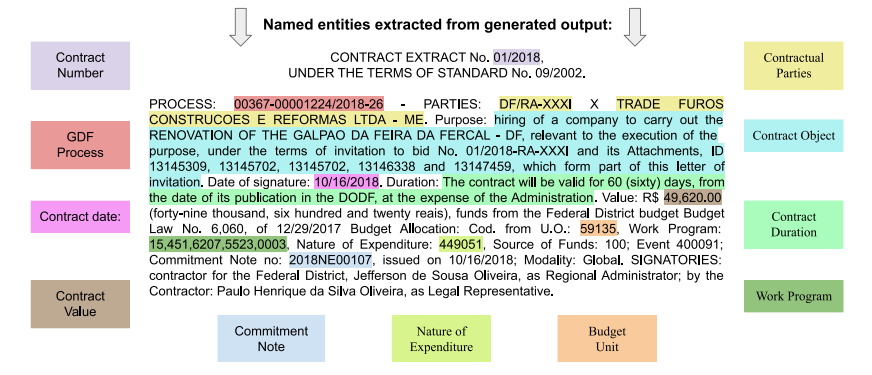 Named entities extracted from generated output:
Contract
Number
GDF
Process
Contract date:
Contract
Value
CONTRACT EXTRACT No. 01/2018,
UNDER THE TERMS OF STANDARD No. 09/2002.
PROCESS: 00367-00001224/2018-26 - PARTIES: DF/RA-XXXI X TRADE FUROS
CONSTRUCOES E REFORMAS LTDA - ME. Purpose: hiring of a company to carry out the
RENOVATION OF THE GALPAO DA FEIRA DA FERCAL - DF, relevant to the execution of the
purpose, under the terms of invitation to bid No. 01/2018-RA-XXXI and its Attachments, ID
13145309, 13145702, 13145702, 13146338 and 13147459, which form part of this letter of
invitation. Date of signature: 10/16/2018. Duration: The contract will be valid for 60 (sixty) days, from
the date of its publication in the DODF, at the expense of the Administration. Value: R$ 49,620.00
(forty-nine thousand, six hundred and twenty reais), funds from the Federal District budget Budget
Law No. 6,060, of 12/29/2017 Budget Allocation: Cod. from U.O.: 59135, Work Program:
15,451,6207,5523,0003, Nature of Expenditure: 449051, Source of Funds: 100; Event 400091;
Commitment Note no: 2018NE00107, issued on 10/16/2018; Modality: Global. SIGNATORIES:
contractor for the Federal District, Jefferson de Sousa Oliveira, as Regional Administrator; by the
Contractor: Paulo Henrique da Silva Oliveira, as Legal Representative.
Contractual
Parties
Contract Object
Contract
Duration
Work Program
Commitment
Note
Nature of
Expenditure
Budget
Unit